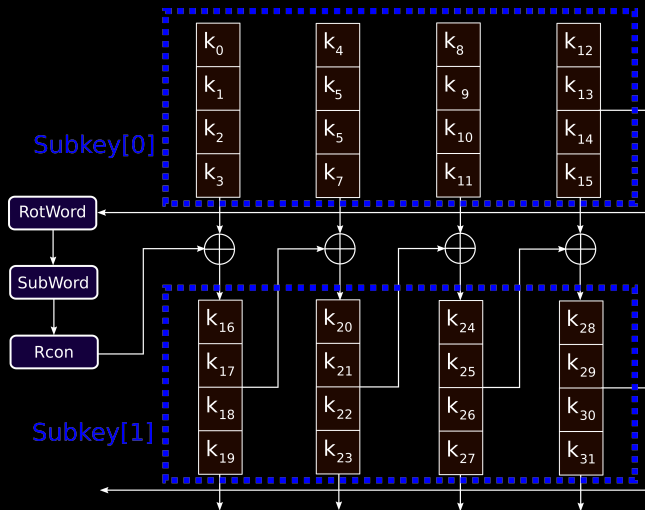 k0 k4 k8 k12
k1 k5 k9 k13
k2 k5 k10 k14
Subkey[0]
k3 k7 k11 k15
RotWord
SubWord
k16 k20 k24 k28
Rcon
k17 k21 k25 k29
k18 k22 k26 k30
Subkey[1]
k19 k23 k27 k31